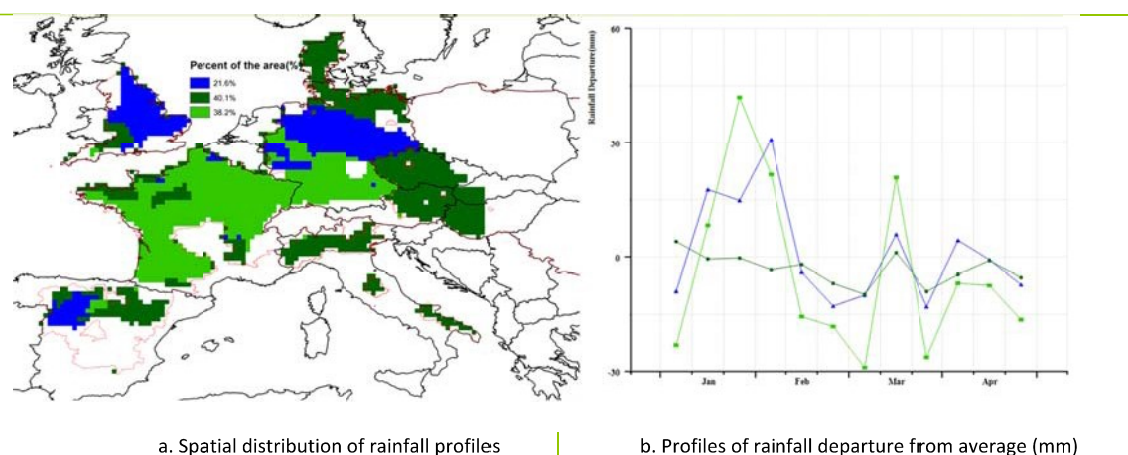 Percent of the area(%)
21.6%
40.1%
38.2%
Rainfall Departure(mm)
60
30
0
-30
Jan
Feb
Mar
Apr
a. Spatial distribution of rainfall profiles
b. Profiles of rainfall departure from average (mm)